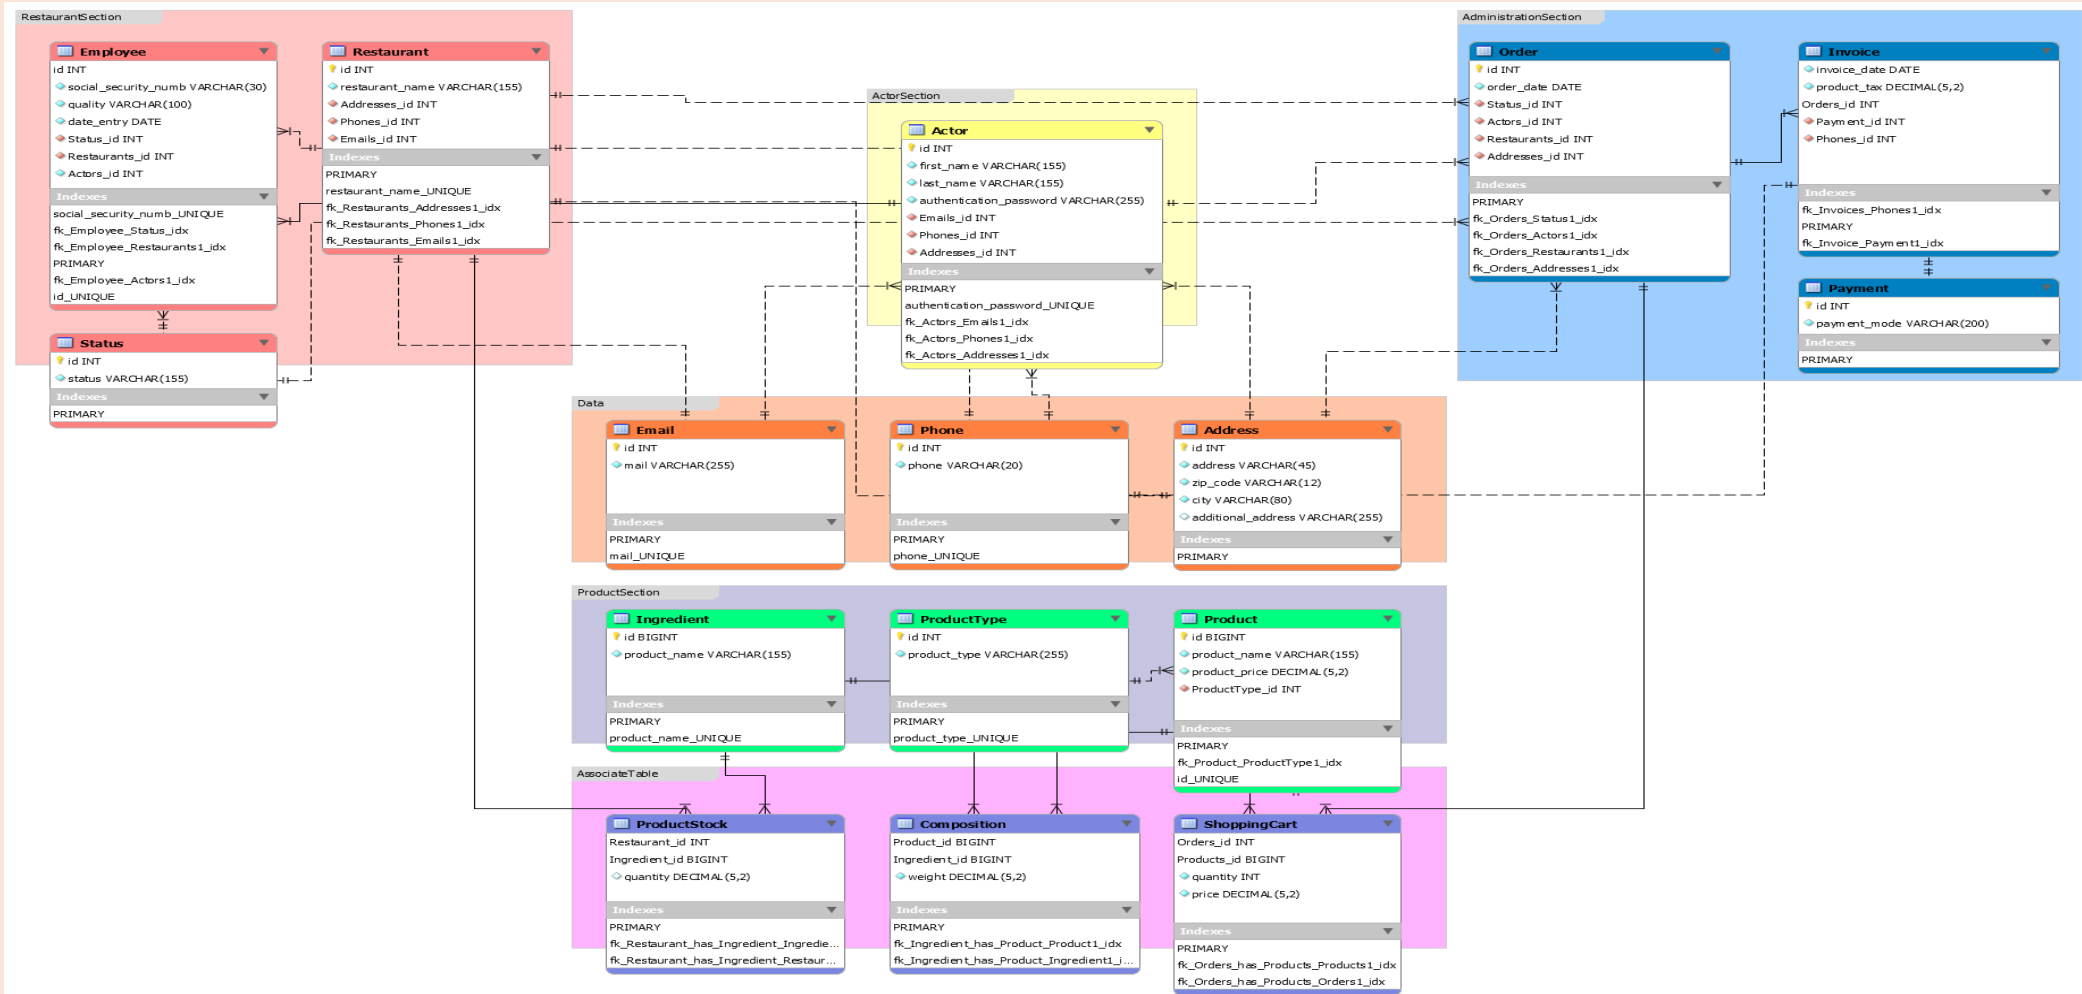 RestaurantSection
Employee
id INT
social_security_numb VARCHAR(30)
quality VARCHAR(100)
date_entry DATE
Status_id INT
Restaurants_id INT
Actors_id INT
Indexes
social_security_numb_UNIQUE
fk_Employee_Status_idx
fk_Employee_Restaurants1_idx
PRIMARY
fk_Employee_Actors1_idx
id_UNIQUE
Restaurant
id INT
restaurant_name VARCHAR(155)
Addresses_id INT
Phones_id INT
Emails_id INT
Indexes
PRIMARY
restaurant_name_UNIQUE
fk_Restaurants_Addresses1_idx
fk_Restaurants_Phones1_idx
fk_Restaurants_Emails1_idx
Status
id INT
status VARCHAR(155)
Indexes
PRIMARY
ActorSection
Actor
id INT
first_name VARCHAR(155)
last_name VARCHAR(155)
authentication_password VARCHAR(255)
Emails_id INT
Phones_id INT
Addresses_id INT
Indexes
PRIMARY
authentication_password_UNIQUE
fk_Actors_Emails1_idx
fk_Actors_Phones1_idx
fk_Actors_Addresses1_idx
AdministrationSection
Order
id INT
order_date DATE
Status_id INT
Actors_id INT
Restaurants_id INT
Addresses_id INT
Indexes
PRIMARY
fk_Orders_Status1_idx
fk_Orders_Actors1_idx
fk_Orders_Restaurants1_idx
fk_Orders_Addresses1_idx
Invoice
invoice_date DATE
product_tax DECIMAL(5,2)
Orders_id INT
Payment_id INT
Phones_id INT
Indexes
fk_Invoices_Phones1_idx
PRIMARY
fk_Invoice_Payment1_idx
Payment
id INT
payment_mode VARCHAR(200)
Indexes
PRIMARY
Data
Email
id INT
mail VARCHAR(255)
Indexes
PRIMARY
mail_UNIQUE
Phone
id INT
phone VARCHAR(20)
Indexes
PRIMARY
phone_UNIQUE
Address
id INT
address VARCHAR(45)
zip_code VARCHAR(12)
city VARCHAR(80)
additional_address VARCHAR(255)
Indexes
PRIMARY
ProductSection
Ingredient
id BIGINT
product_name VARCHAR(155)
Indexes
PRIMARY
product_name_UNIQUE
ProductType
id INT
product_type VARCHAR(255)
Indexes
PRIMARY
product_type_UNIQUE
Product
id BIGINT
product_name VARCHAR(155)
product_price DECIMAL(5,2)
ProductType_id INT
Indexes
PRIMARY
fk_Product_ProductType1_idx
id_UNIQUE
AssociateTable
ProductStock
Restaurant_id INT
Ingredient_id BIGINT
quantity DECIMAL(5,2)
Indexes
PRIMARY
fk_Restaurant_has_Ingredient_Ingredie...
fk_Restaurant_has_Ingredient_Restaur...
Composition
Product_id BIGINT
Ingredient_id BIGINT
weight DECIMAL(5,2)
Indexes
PRIMARY
fk_Ingredient_has_Product_Product1_idx
fk_Ingredient_has_Product_Ingredient1_i...
ShoppingCart
Orders_id INT
Products_id BIGINT
quantity INT
price DECIMAL(5,2)
Indexes
PRIMARY
fk_Orders_has_Products_Products1_idx
fk_Orders_has_Products_Orders1_idx